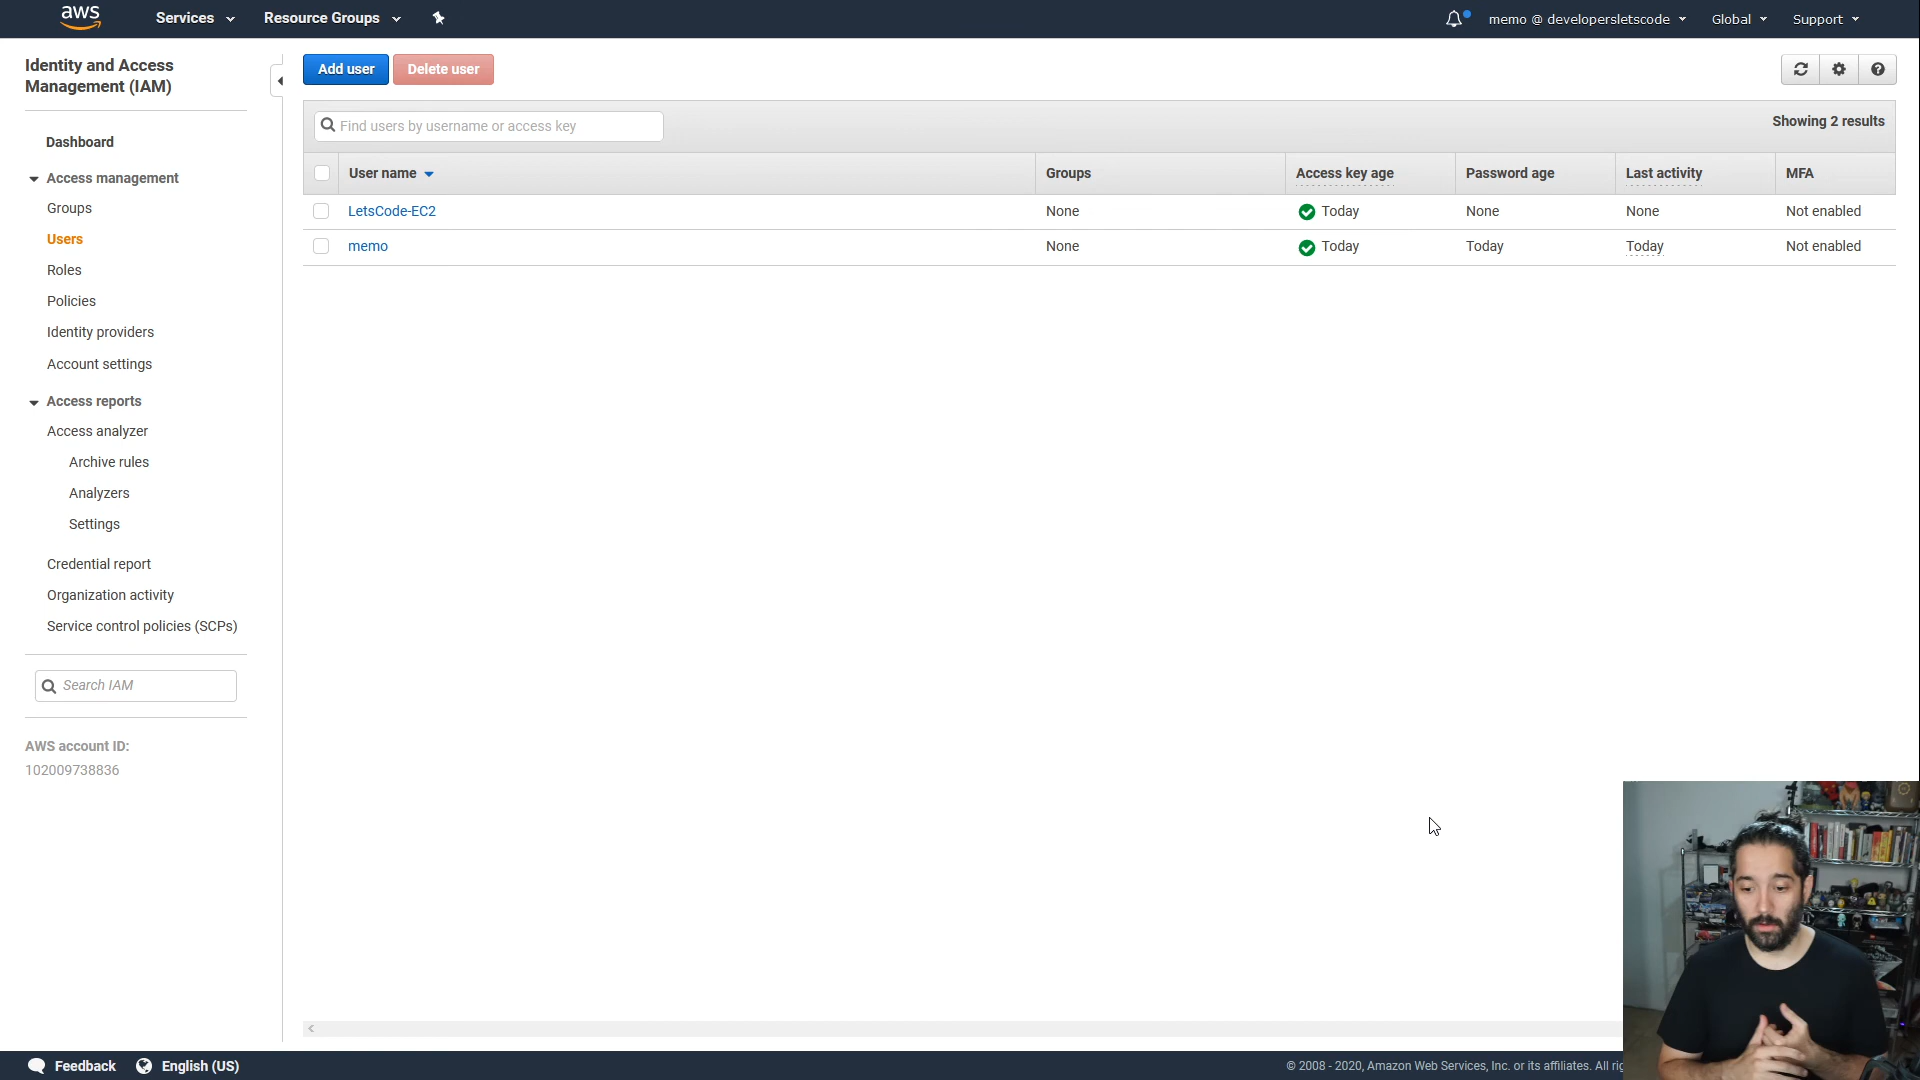 aws
Services
Resource Groups
memo @ developersletscode
Global
Support
Identity and Access
Management (IAM)
Dashboard
Access management
Groups
Users
Roles
Policies
Identity providers
Account settings
Access reports
Access analyzer
Archive rules
Analyzers
Settings
Credential report
Organization activity
Service control policies (SCPs)
Search IAM
AWS account ID:
102009738836
Add user
Delete user
Find users by username or access key
Showing 2 results
User name
Groups
Access key age
Password age
Last activity
MFA
LetsCode-EC2
None
Today
None
None
Not enabled
memo
None
Today
Today
Today
Not enabled
Feedback
English (US)
© 2008 - 2020, Amazon Web Services, Inc. or its affiliates. All